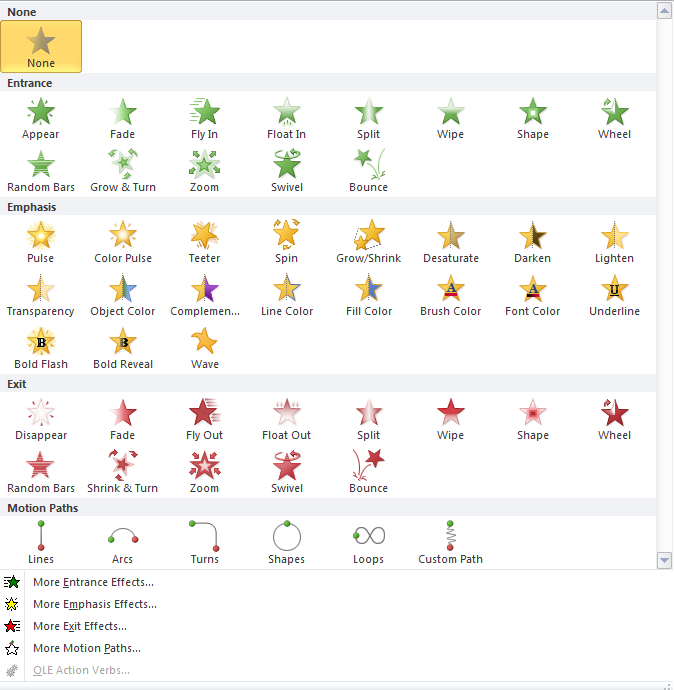 None
None
Entrance
Appear Fade Fly In Float In Split Wipe Shape Wheel
Random Bars Grow & Turn Zoom Swivel Bounce
Emphasis
Pulse Color Pulse Teeter Spin Grow/Shrink Desaturate Darken Lighten
Transparency Object Color Complemen... Line Color Fill Color Brush Color Font Color Underline
Bold Flash Bold Reveal Wave
Exit
Disappear Fade Fly Out Float Out Split Wipe Shape Wheel
Random Bars Shrink & Turn Zoom Swivel Bounce
Motion Paths
Lines Arcs Turns Shapes Loops Custom Path
More Entrance Effects...
More Emphasis Effects...
More Exit Effects...
More Motion Paths...
OLE Action Verbs...